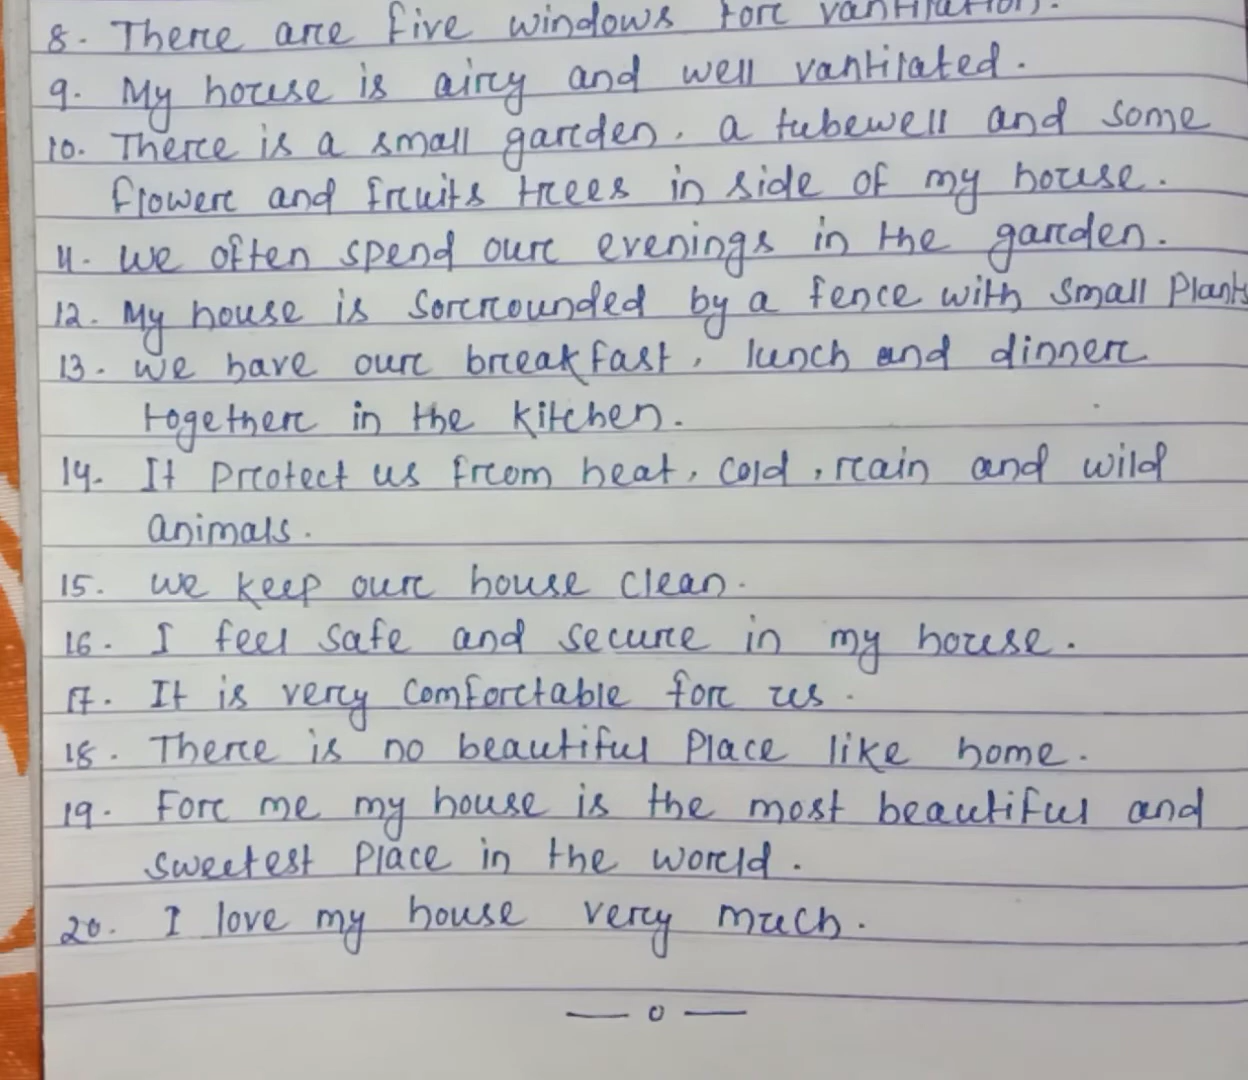 8. There are five windows for vantilation.
9. My house is airy and well vantilated.
10. There is a small garden, a tubewell and some
flower and fruits trees in side of my house.
11. We often spend our evenings in the garden.
12. My house is sorrounded by a fence with small Plants
13. We have our breakfast, lunch and dinner
together in the kitchen.
14. It protect us from heat, cold, rain and wild
animals.
15. We keep our house clean.
16. I feel safe and secure in my house.
17. It is very comfortable for us.
18. There is no beautiful Place like home.
19. For me my house is the most beautiful and
sweetest Place in the world.
20. I love my house very much.
— 0 —